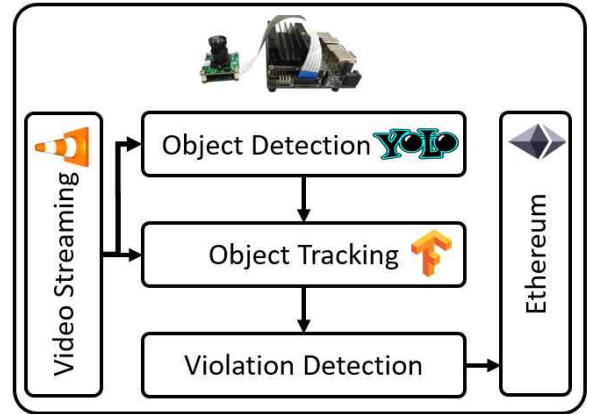 Video Streaming
Object Detection YOLO
Object Tracking
Violation Detection
Ethereum